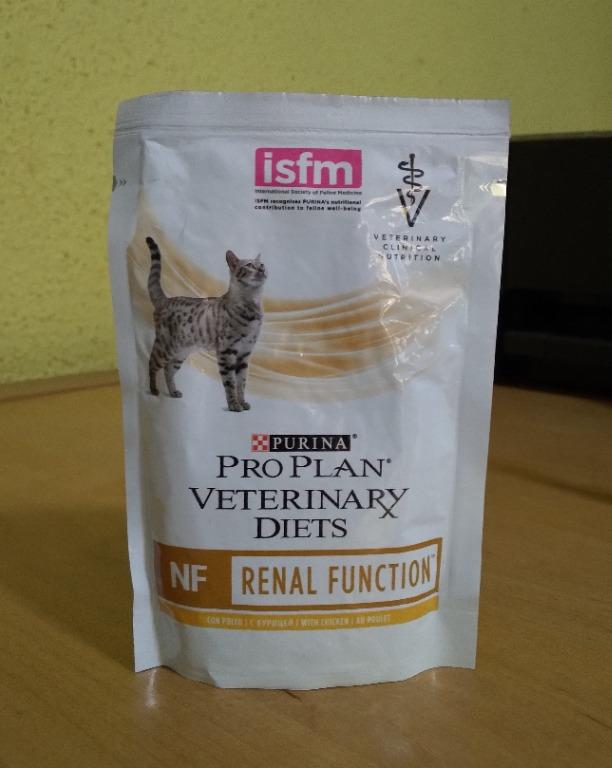 isfm
International Society of Feline Medicine
ISFM recognises PURINA's nutritional
contribution to feline well-being
VETERINARY
CLINICAL
NUTRITION
PURINA®
PRO PLAN®
VETERINARY
DIETS
NF RENAL FUNCTION™
CON POLLO | С КУРИЦЕЙ | WITH CHICKEN | AU POULET